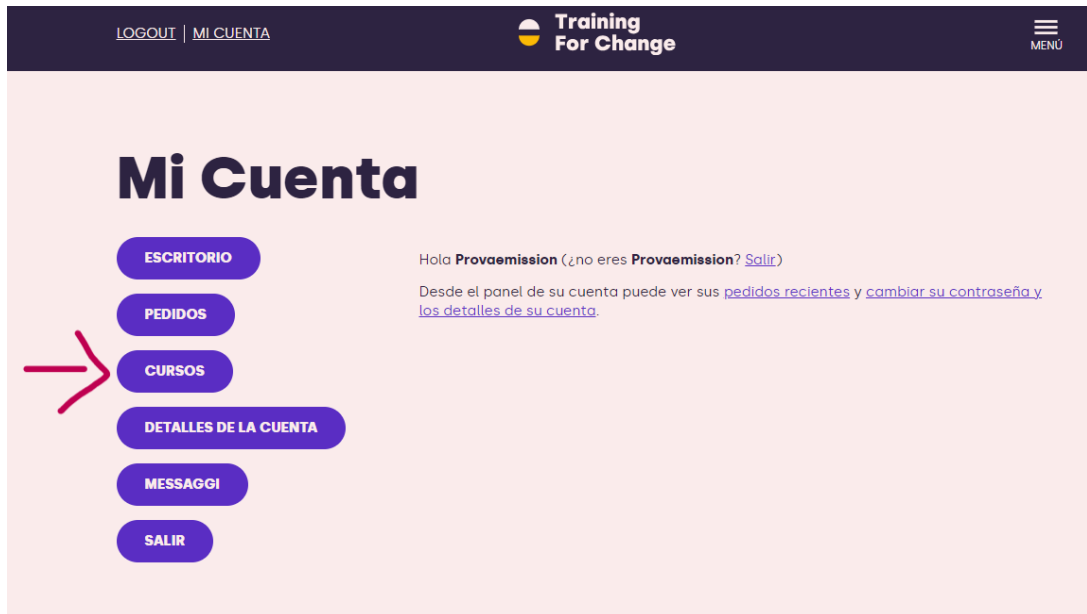 LOGOUT | MI CUENTA
Training
For Change
MENÚ
Mi Cuenta
ESCRITORIO
PEDIDOS
CURSOS
DETALLES DE LA CUENTA
MESSAGGI
SALIR
Hola Provaemission (¿no eres Provaemission? Salir)
Desde el panel de su cuenta puede ver sus pedidos recientes y cambiar su contraseña y
los detalles de su cuenta.